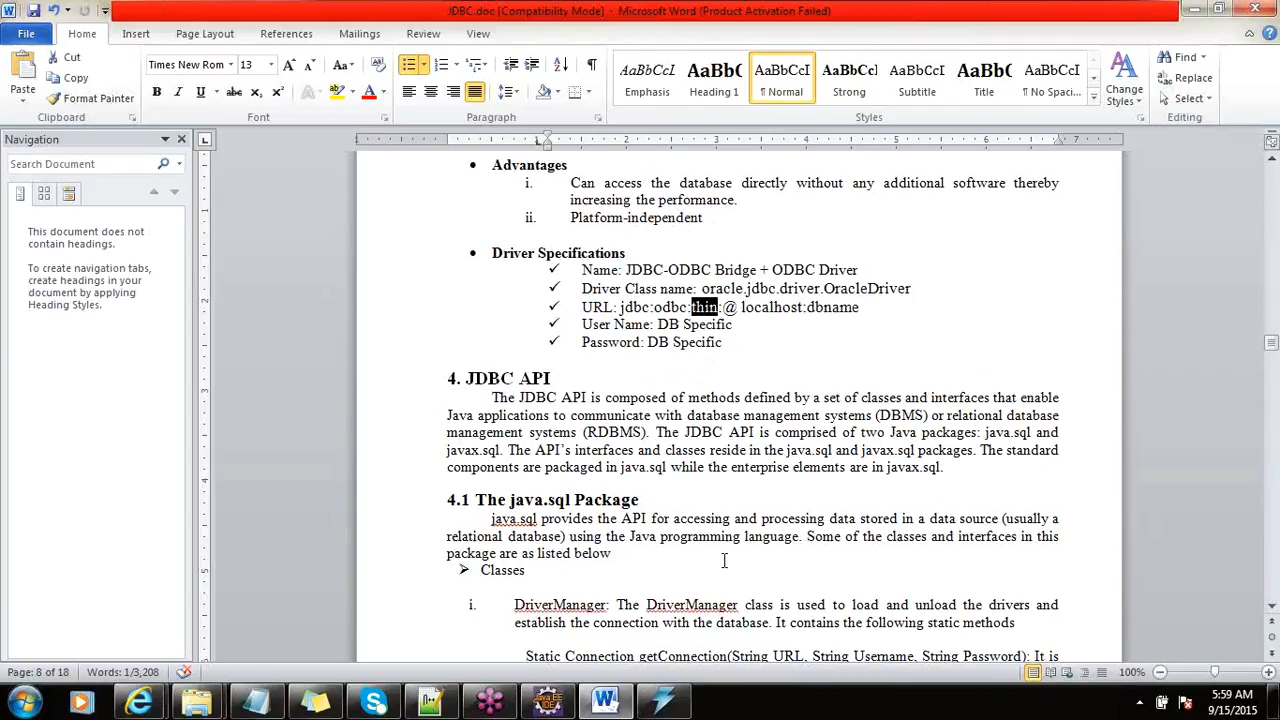 JDBC.doc [Compatibility Mode] - Microsoft Word (Product Activation Failed)
File Home Insert Page Layout References Mailings Review View
Cut
Copy
Format Painter
Paste
Clipboard
Times New Rom 13
Font
Paragraph
AaBbCcI AaBb( AaBbCcI AaBbCcl AaBbCcI AaBb( AaBbCcI
Emphasis Heading 1 ¶ Normal Strong Subtitle Title ¶ No Spaci...
Styles
Change
Styles
Find
Replace
Select
Editing
Navigation
Search Document
This document does not
contain headings.
To create navigation tabs,
create headings in your
document by applying
Heading Styles.
1 2 3 4 5 6 7
• Advantages
i. Can access the database directly without any additional software thereby
increasing the performance.
ii. Platform-independent
• Driver Specifications
✓ Name: JDBC-ODBC Bridge + ODBC Driver
✓ Driver Class name: oracle.jdbc.driver.OracleDriver
✓ URL: jdbc:odbc:thin:@ localhost:dbname
✓ User Name: DB Specific
✓ Password: DB Specific
4. JDBC API
The JDBC API is composed of methods defined by a set of classes and interfaces that enable
Java applications to communicate with database management systems (DBMS) or relational database
management systems (RDBMS). The JDBC API is comprised of two Java packages: java.sql and
javax.sql. The API’s interfaces and classes reside in the java.sql and javax.sql packages. The standard
components are packaged in java.sql while the enterprise elements are in javax.sql.
4.1 The java.sql Package
java.sql provides the API for accessing and processing data stored in a data source (usually a
relational database) using the Java programming language. Some of the classes and interfaces in this
package are as listed below
➢ Classes
i. DriverManager: The DriverManager class is used to load and unload the drivers and
establish the connection with the database. It contains the following static methods
Static Connection getConnection(String URL, String Username, String Password): It is
Page: 8 of 18 Words: 1/3,208 100%
5:59 AM
9/15/2015